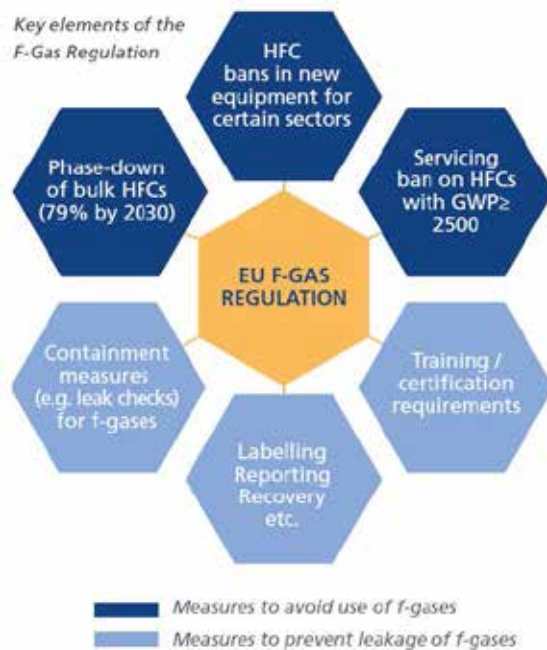 Key elements of the
F-Gas Regulation
HFC
bans in new
equipment for
certain sectors
Phase-down
of bulk HFCs
(79% by 2030)
Servicing
ban on HFCs
with GWP≥
2500
EU F-GAS
REGULATION
Containment
measures
(e.g. leak checks)
for f-gases
Training /
certification
requirements
Labelling
Reporting
Recovery
etc.
Measures to avoid use of f-gases
Measures to prevent leakage of f-gases